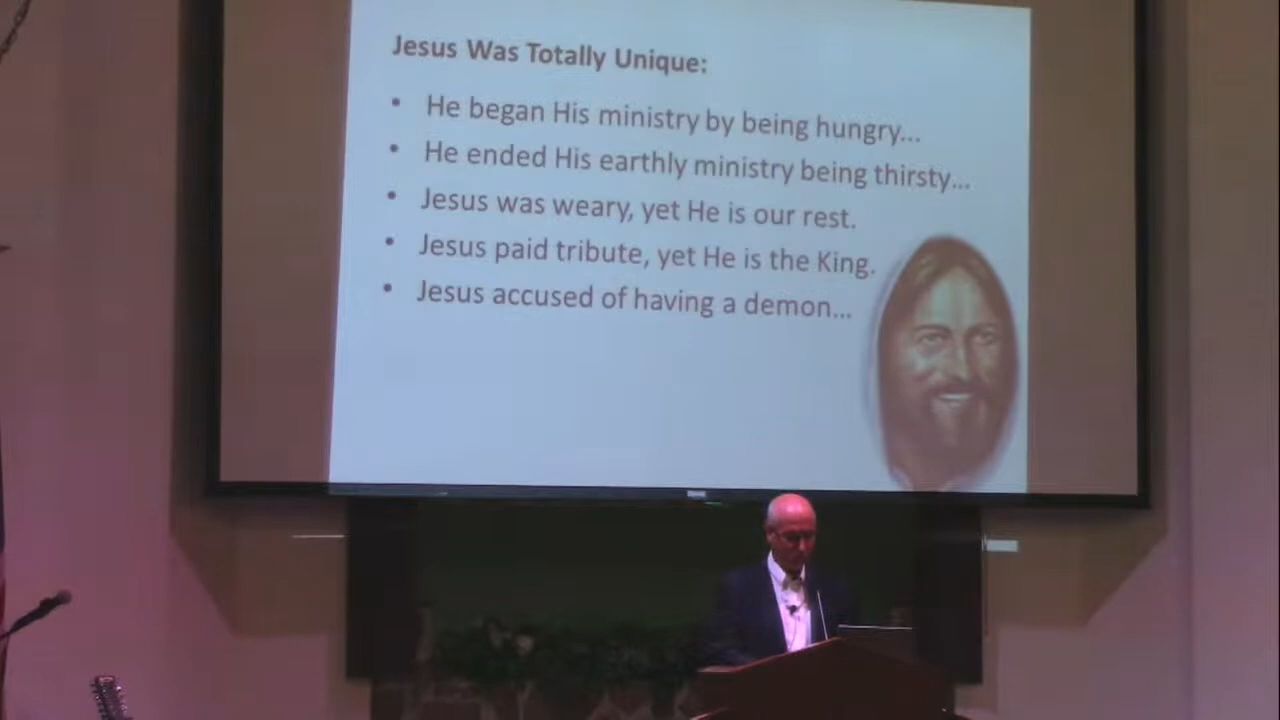 Jesus Was Totally Unique:
• He began His ministry by being hungry...
• He ended His earthly ministry being thirsty...
• Jesus was weary, yet He is our rest.
• Jesus paid tribute, yet He is the King.
• Jesus accused of having a demon...